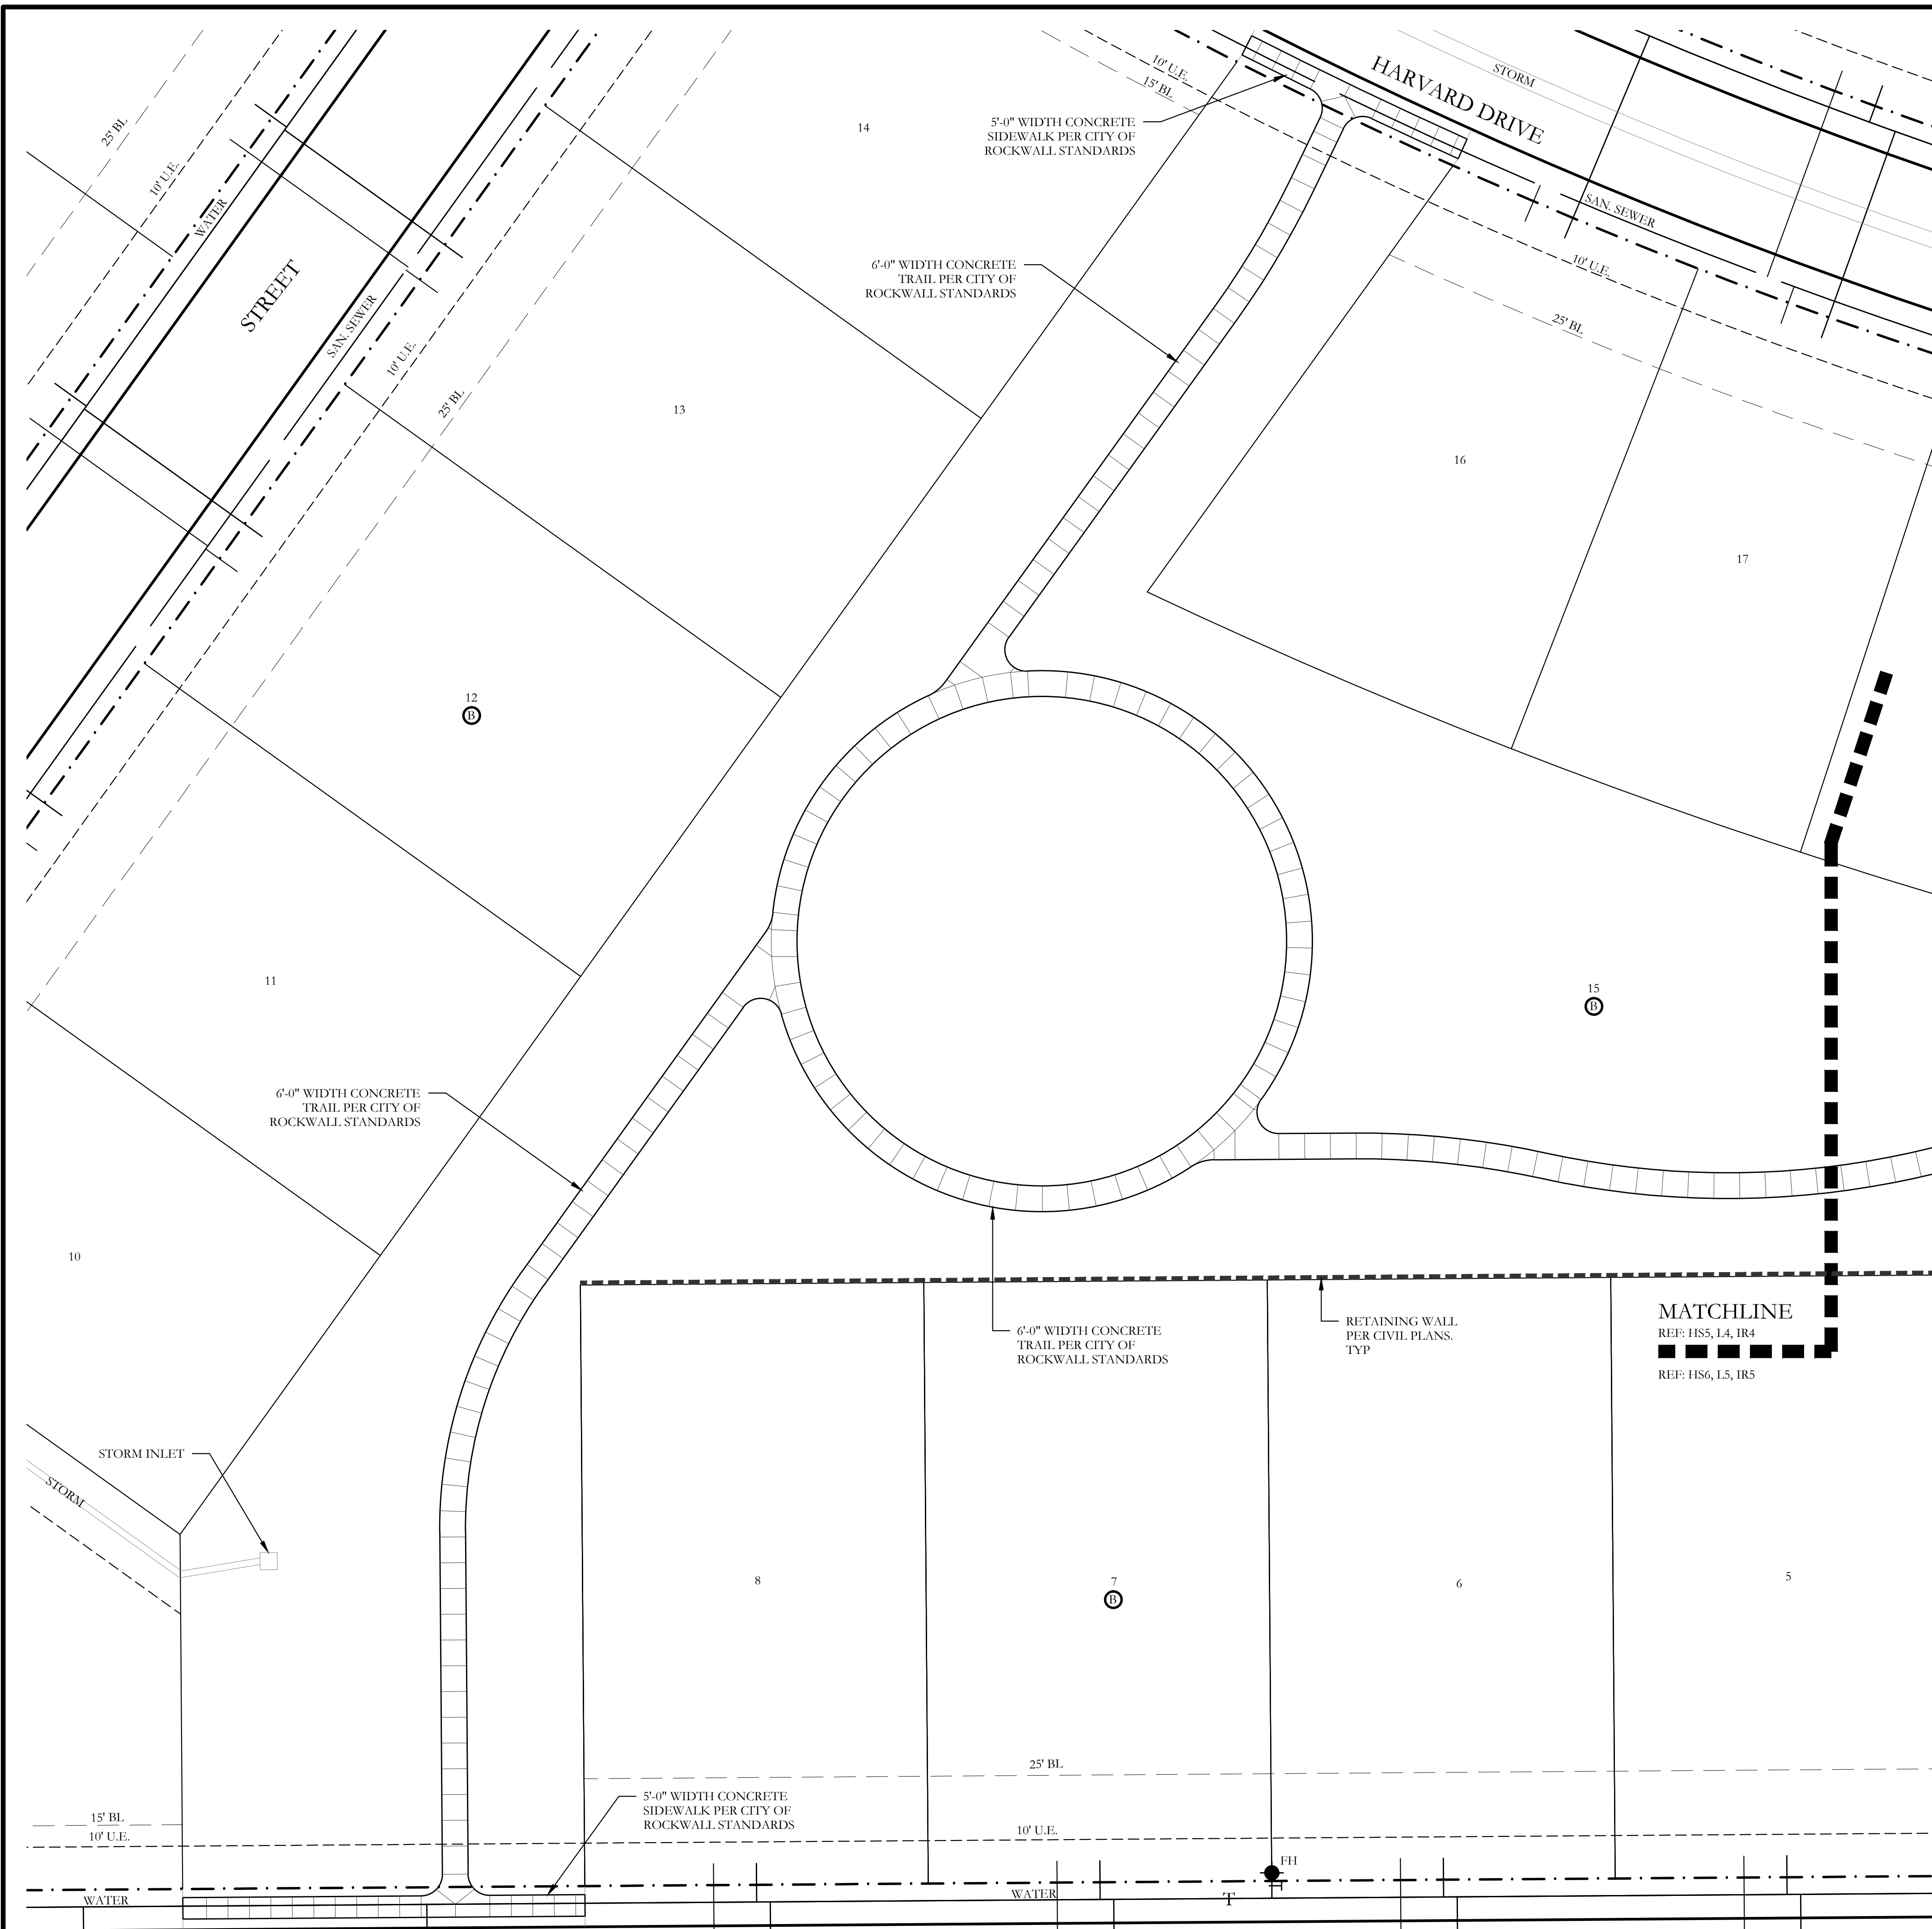 10' U.E.
15' BL
HARVARD DRIVE
STORM
25' BL
10' U.E.
WATER
STREET
SAN. SEWER
10' U.E.
25' BL
14
5'-0" WIDTH CONCRETE
SIDEWALK PER CITY OF
ROCKWALL STANDARDS
SAN. SEWER
10' U.E.
25' BL
6'-0" WIDTH CONCRETE
TRAIL PER CITY OF
ROCKWALL STANDARDS
13
16
17
12
B
11
15
B
6'-0" WIDTH CONCRETE
TRAIL PER CITY OF
ROCKWALL STANDARDS
10
6'-0" WIDTH CONCRETE
TRAIL PER CITY OF
ROCKWALL STANDARDS
RETAINING WALL
PER CIVIL PLANS.
TYP
MATCHLINE
REF: HS5, L4, IR4
REF: HS6, L5, IR5
STORM INLET
STORM
8
7
B
6
5
25' BL
5'-0" WIDTH CONCRETE
SIDEWALK PER CITY OF
ROCKWALL STANDARDS
15' BL
10' U.E.
10' U.E.
FH
WATER
WATER
T